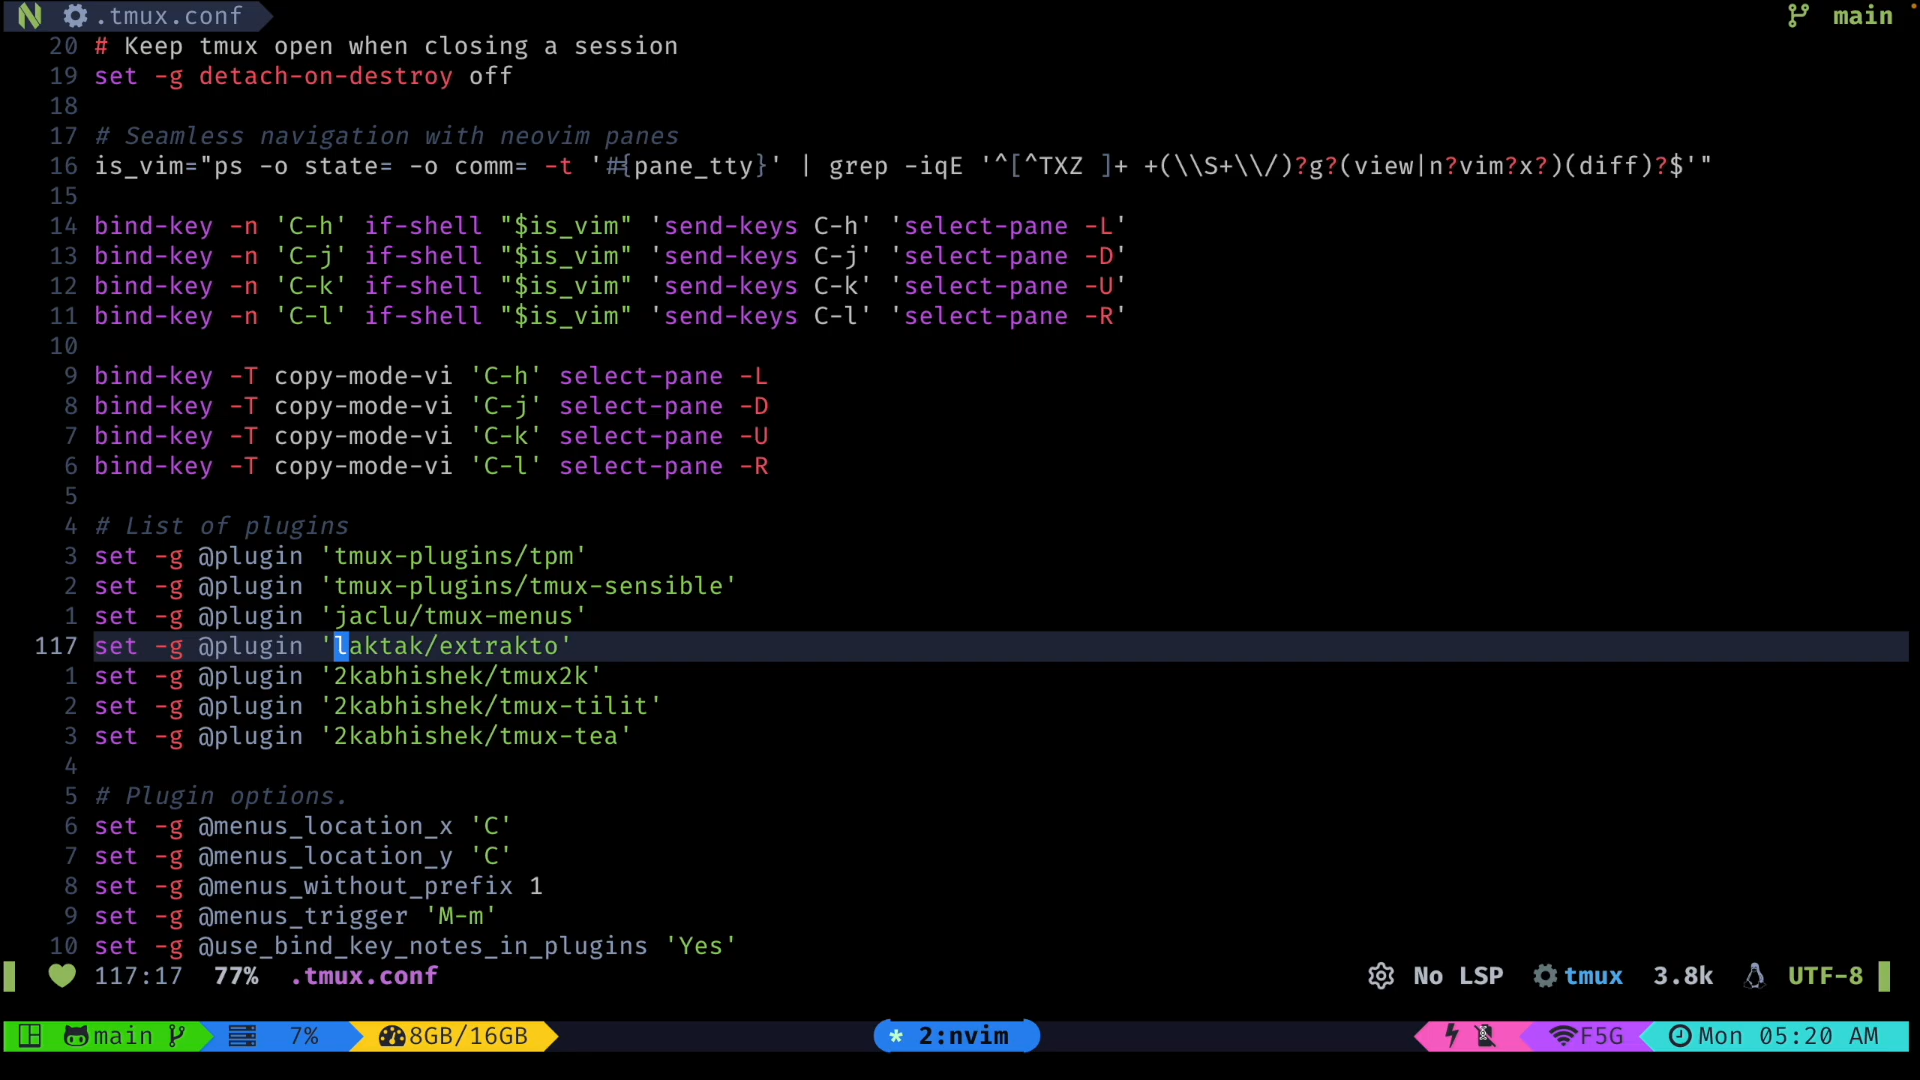 .tmux.conf main
20 # Keep tmux open when closing a session
19 set -g detach-on-destroy off
18
17 # Seamless navigation with neovim panes
16 is_vim="ps -o state= -o comm= -t '#{pane_tty}' | grep -iqE '^[^TXZ ]+ +(\\S+\\/)?g?(view|n?vim?x?)(diff)?$'"
15
14 bind-key -n 'C-h' if-shell "$is_vim" 'send-keys C-h' 'select-pane -L'
13 bind-key -n 'C-j' if-shell "$is_vim" 'send-keys C-j' 'select-pane -D'
12 bind-key -n 'C-k' if-shell "$is_vim" 'send-keys C-k' 'select-pane -U'
11 bind-key -n 'C-l' if-shell "$is_vim" 'send-keys C-l' 'select-pane -R'
10
9 bind-key -T copy-mode-vi 'C-h' select-pane -L
8 bind-key -T copy-mode-vi 'C-j' select-pane -D
7 bind-key -T copy-mode-vi 'C-k' select-pane -U
6 bind-key -T copy-mode-vi 'C-l' select-pane -R
5
4 # List of plugins
3 set -g @plugin 'tmux-plugins/tpm'
2 set -g @plugin 'tmux-plugins/tmux-sensible'
1 set -g @plugin 'jaclu/tmux-menus'
117 set -g @plugin 'laktak/extrakto'
1 set -g @plugin '2kabhishek/tmux2k'
2 set -g @plugin '2kabhishek/tmux-tilit'
3 set -g @plugin '2kabhishek/tmux-tea'
4
5 # Plugin options.
6 set -g @menus_location_x 'C'
7 set -g @menus_location_y 'C'
8 set -g @menus_without_prefix 1
9 set -g @menus_trigger 'M-m'
10 set -g @use_bind_key_notes_in_plugins 'Yes'
117:17 77% .tmux.conf No LSP tmux 3.8k UTF-8
main 7% 8GB/16GB * 2:nvim F5G Mon 05:20 AM